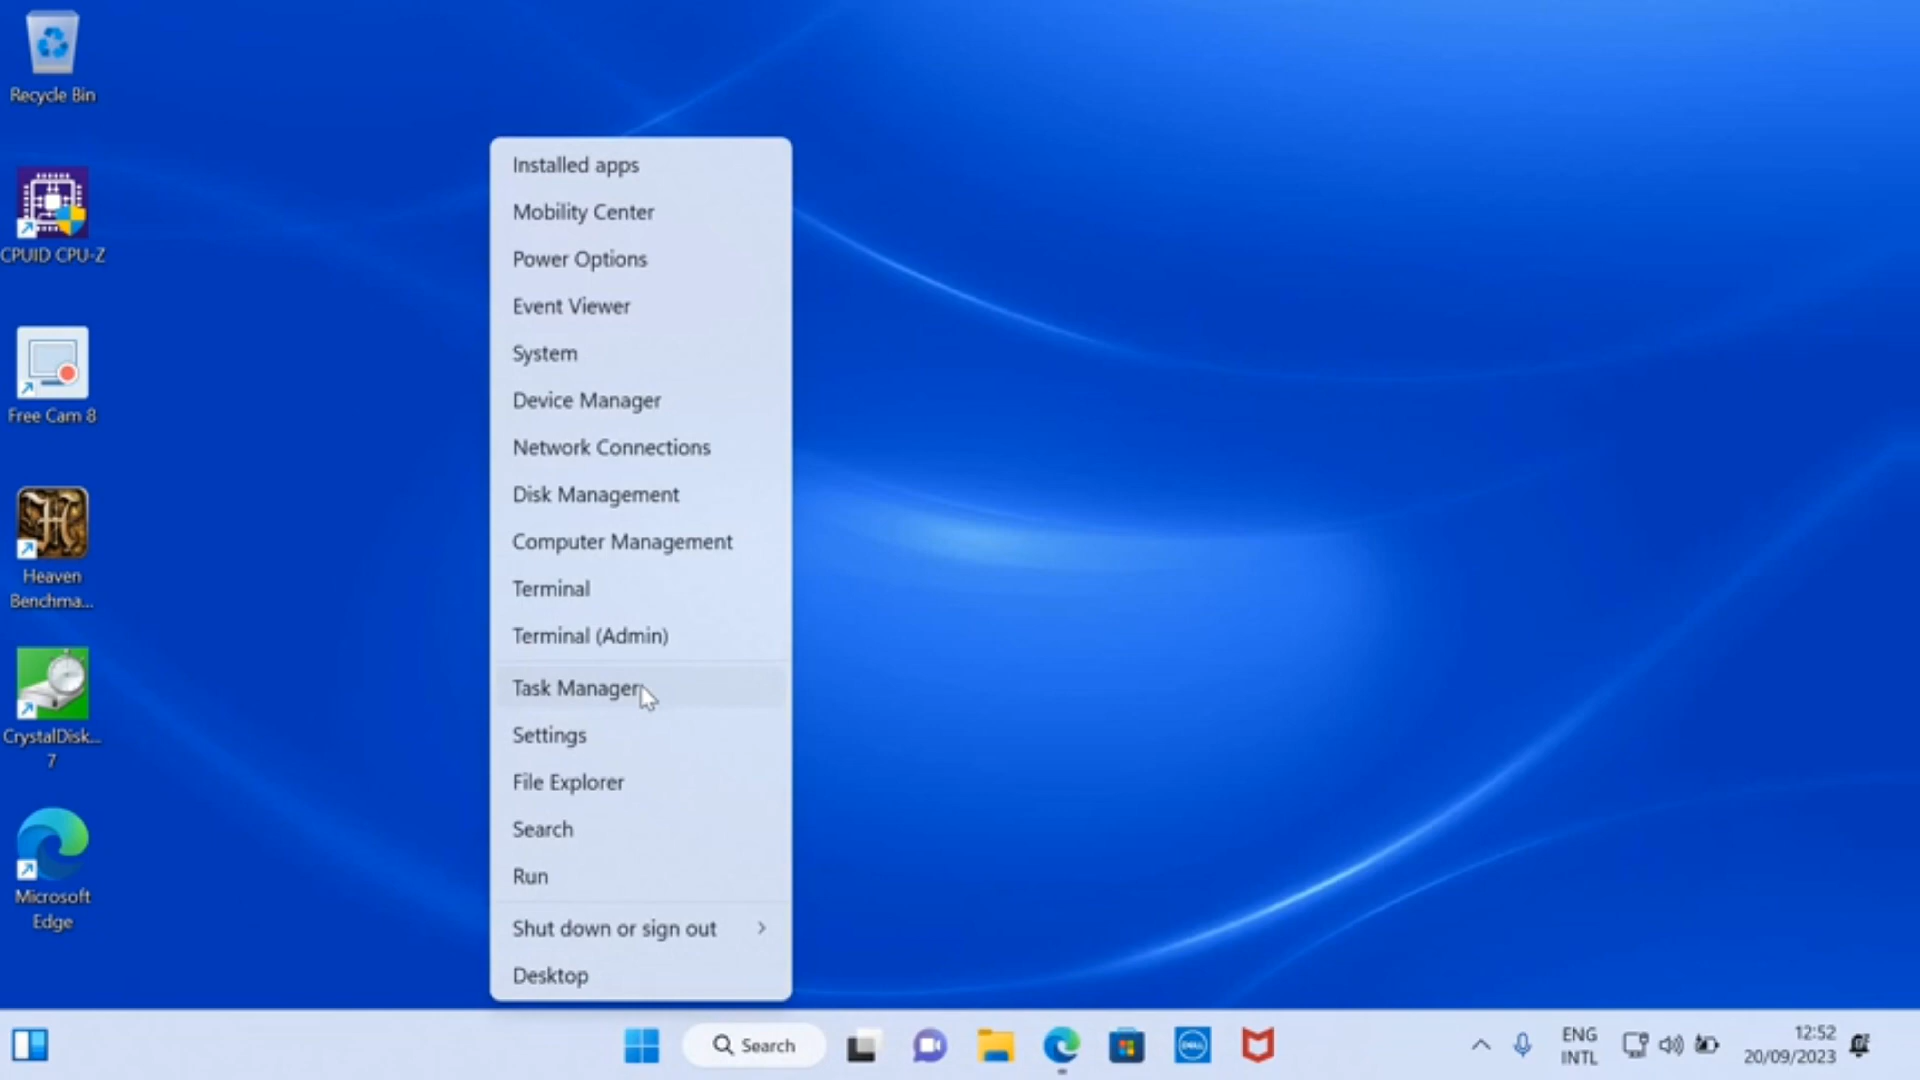 Recycle Bin
CPUID CPU-Z
Free Cam 8
Heaven
Benchma...
CrystalDisk...
7
Microsoft
Edge
Installed apps
Mobility Center
Power Options
Event Viewer
System
Device Manager
Network Connections
Disk Management
Computer Management
Terminal
Terminal (Admin)
Task Manager
Settings
File Explorer
Search
Run
Shut down or sign out
Desktop
Search
DELL
ENG
INTL
12:52
20/09/2023